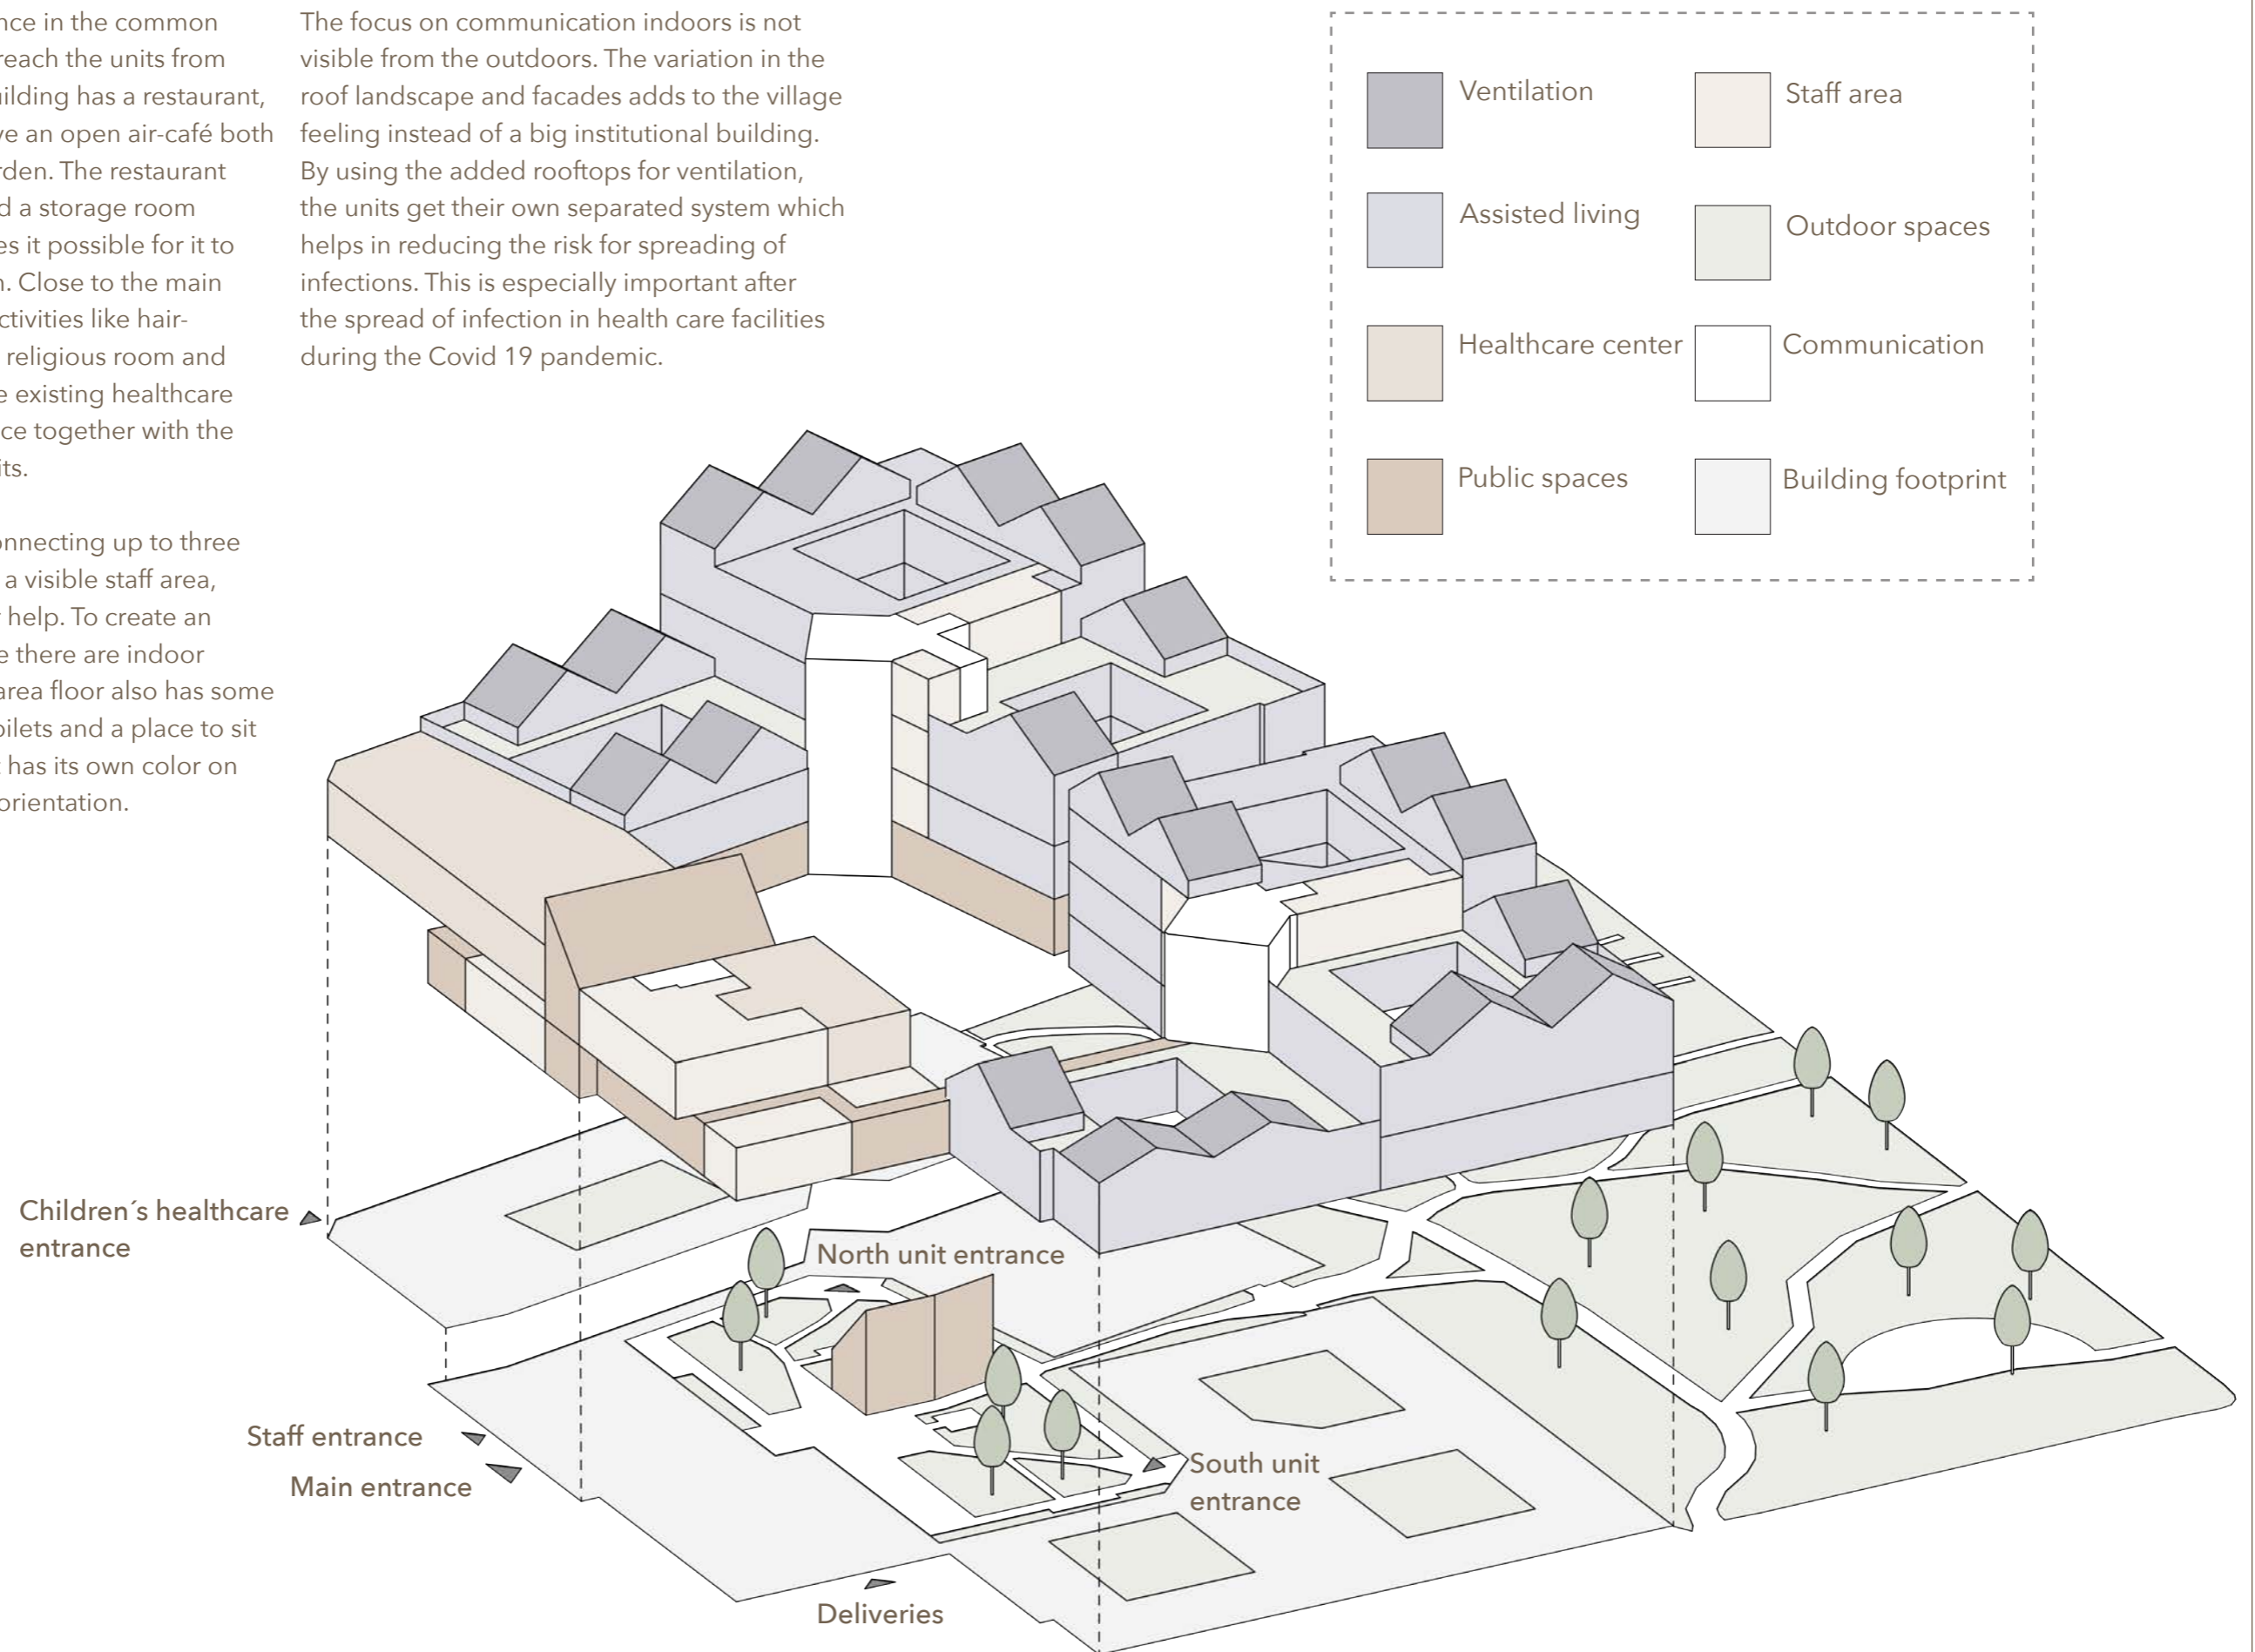 nce in the common
reach the units from
ilding has a restaurant,
ve an open air-café both
rden. The restaurant
d a storage room
es it possible for it to
n. Close to the main
ctivities like hair-
religious room and
e existing healthcare
ce together with the
its.
onnecting up to three
a visible staff area,
r help. To create an
e there are indoor
area floor also has some
oilets and a place to sit
t has its own color on
orientation.
The focus on communication indoors is not
visible from the outdoors. The variation in the
roof landscape and facades adds to the village
feeling instead of a big institutional building.
By using the added rooftops for ventilation,
the units get their own separated system which
helps in reducing the risk for spreading of
infections. This is especially important after
the spread of infection in health care facilities
during the Covid 19 pandemic.
Ventilation
Assisted living
Healthcare center
Public spaces
Staff area
Outdoor spaces
Communication
Building footprint
Children´s healthcare
entrance
North unit entrance
Staff entrance
Main entrance
South unit
entrance
Deliveries